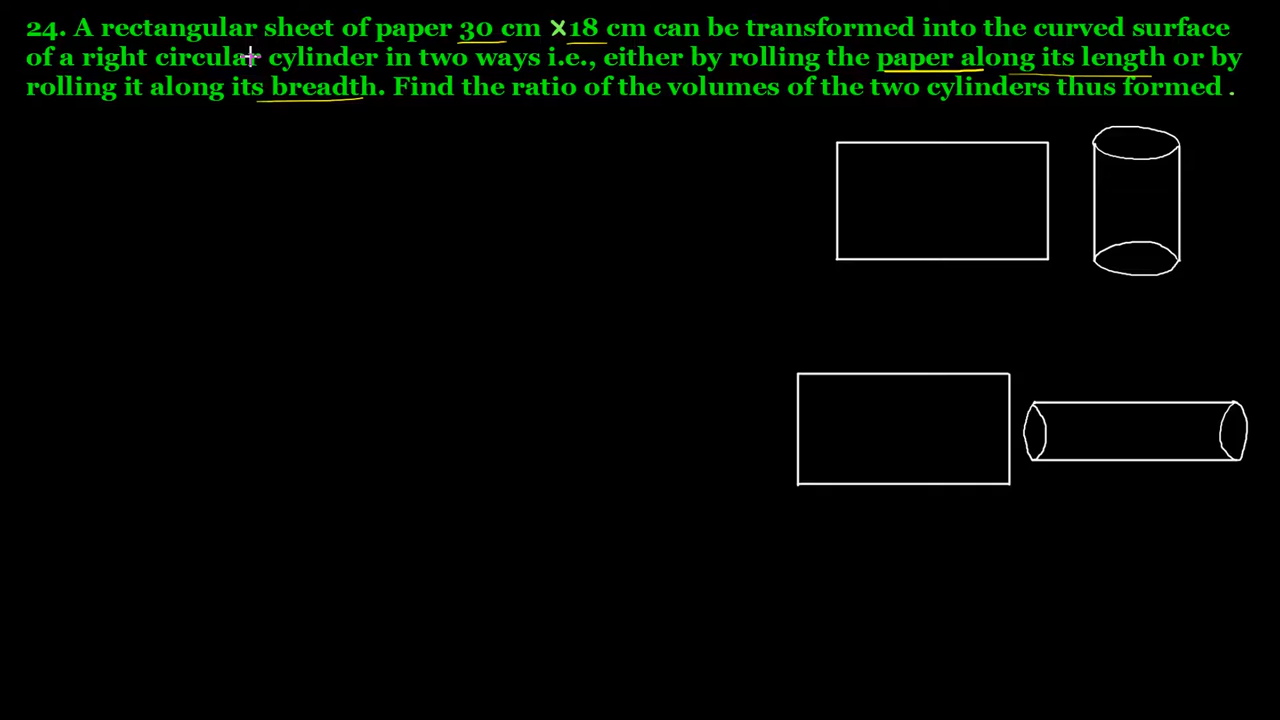 24. A rectangular sheet of paper 30 cm ×18 cm can be transformed into the curved surface
of a right circular cylinder in two ways i.e., either by rolling the paper along its length or by
rolling it along its breadth. Find the ratio of the volumes of the two cylinders thus formed .